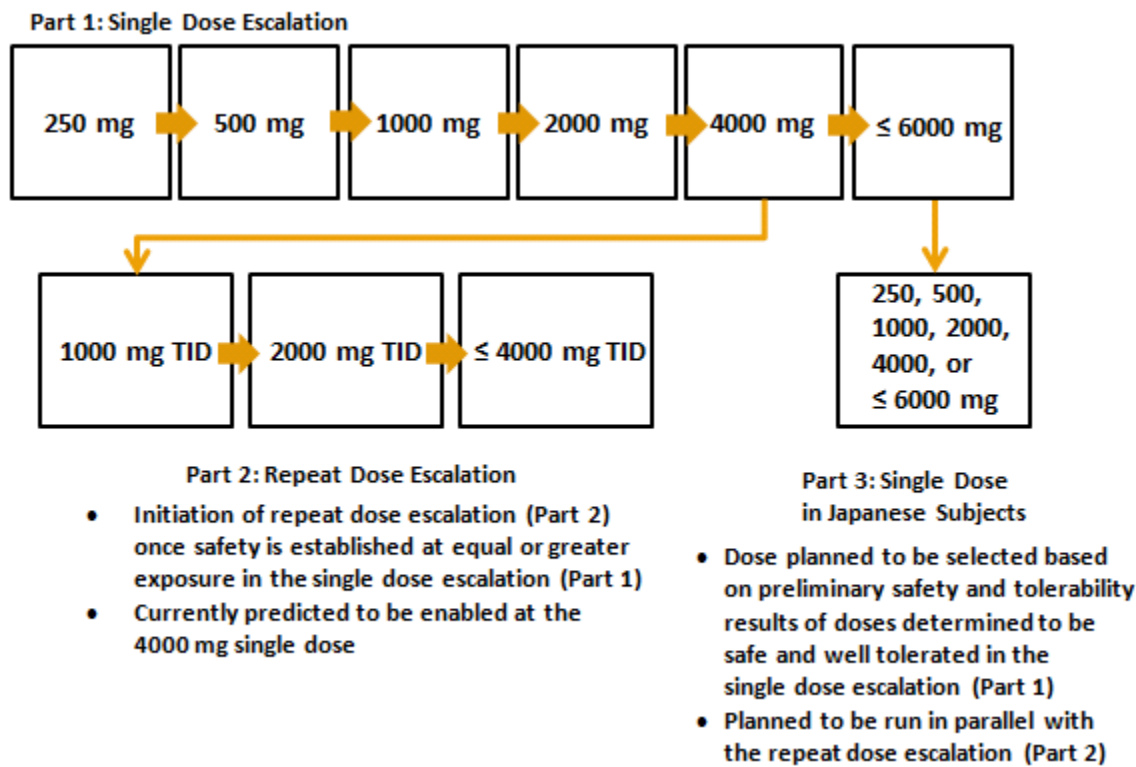 Part 1: Single Dose Escalation
250 mg
500 mg
1000 mg
2000 mg
4000 mg
≤ 6000 mg
1000 mg TID
2000 mg TID
≤ 4000 mg TID
250, 500,
1000, 2000,
4000, or
≤ 6000 mg
Part 2: Repeat Dose Escalation
• Initiation of repeat dose escalation (Part 2)
once safety is established at equal or greater
exposure in the single dose escalation (Part 1)
• Currently predicted to be enabled at the
4000 mg single dose
Part 3: Single Dose
in Japanese Subjects
• Dose planned to be selected based
on preliminary safety and tolerability
results of doses determined to be
safe and well tolerated in the
single dose escalation (Part 1)
• Planned to be run in parallel with
the repeat dose escalation (Part 2)